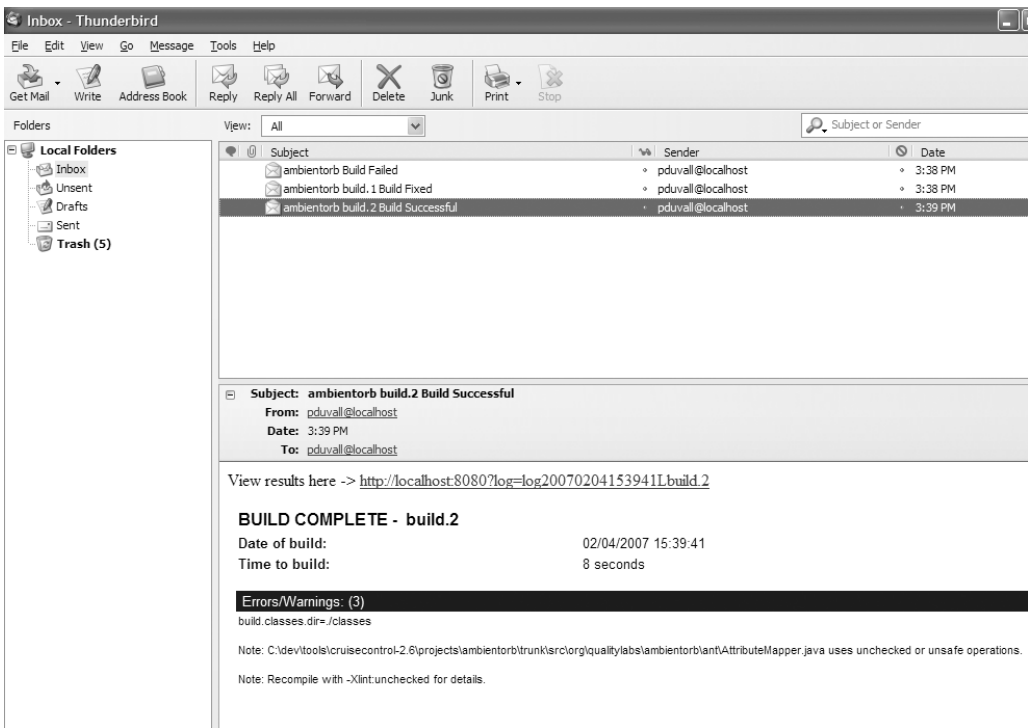 Inbox - Thunderbird
File Edit View Go Message Tools Help
Get Mail Write Address Book Reply Reply All Forward Delete Junk Print Stop
Folders View: All Subject or Sender
Local Folders
Inbox
Unsent
Drafts
Sent
Trash (5)
Subject Sender Date
ambientorb Build Failed pduvall@localhost 3:38 PM
ambientorb build.1 Build Fixed pduvall@localhost 3:38 PM
ambientorb build.2 Build Successful pduvall@localhost 3:39 PM
Subject: ambientorb build.2 Build Successful
From: pduvall@localhost
Date: 3:39 PM
To: pduvall@localhost
View results here -> http://localhost:8080?log=log20070204153941Lbuild.2
BUILD COMPLETE - build.2
Date of build: 02/04/2007 15:39:41
Time to build: 8 seconds
Errors/Warnings: (3)
build.classes.dir=./classes
Note: C:\dev\tools\cruisecontrol-2.6\projects\ambientorb\trunk\src\org\qualitylabs\ambientorb\ant\AttributeMapper.java uses unchecked or unsafe operations.
Note: Recompile with -Xlint:unchecked for details.